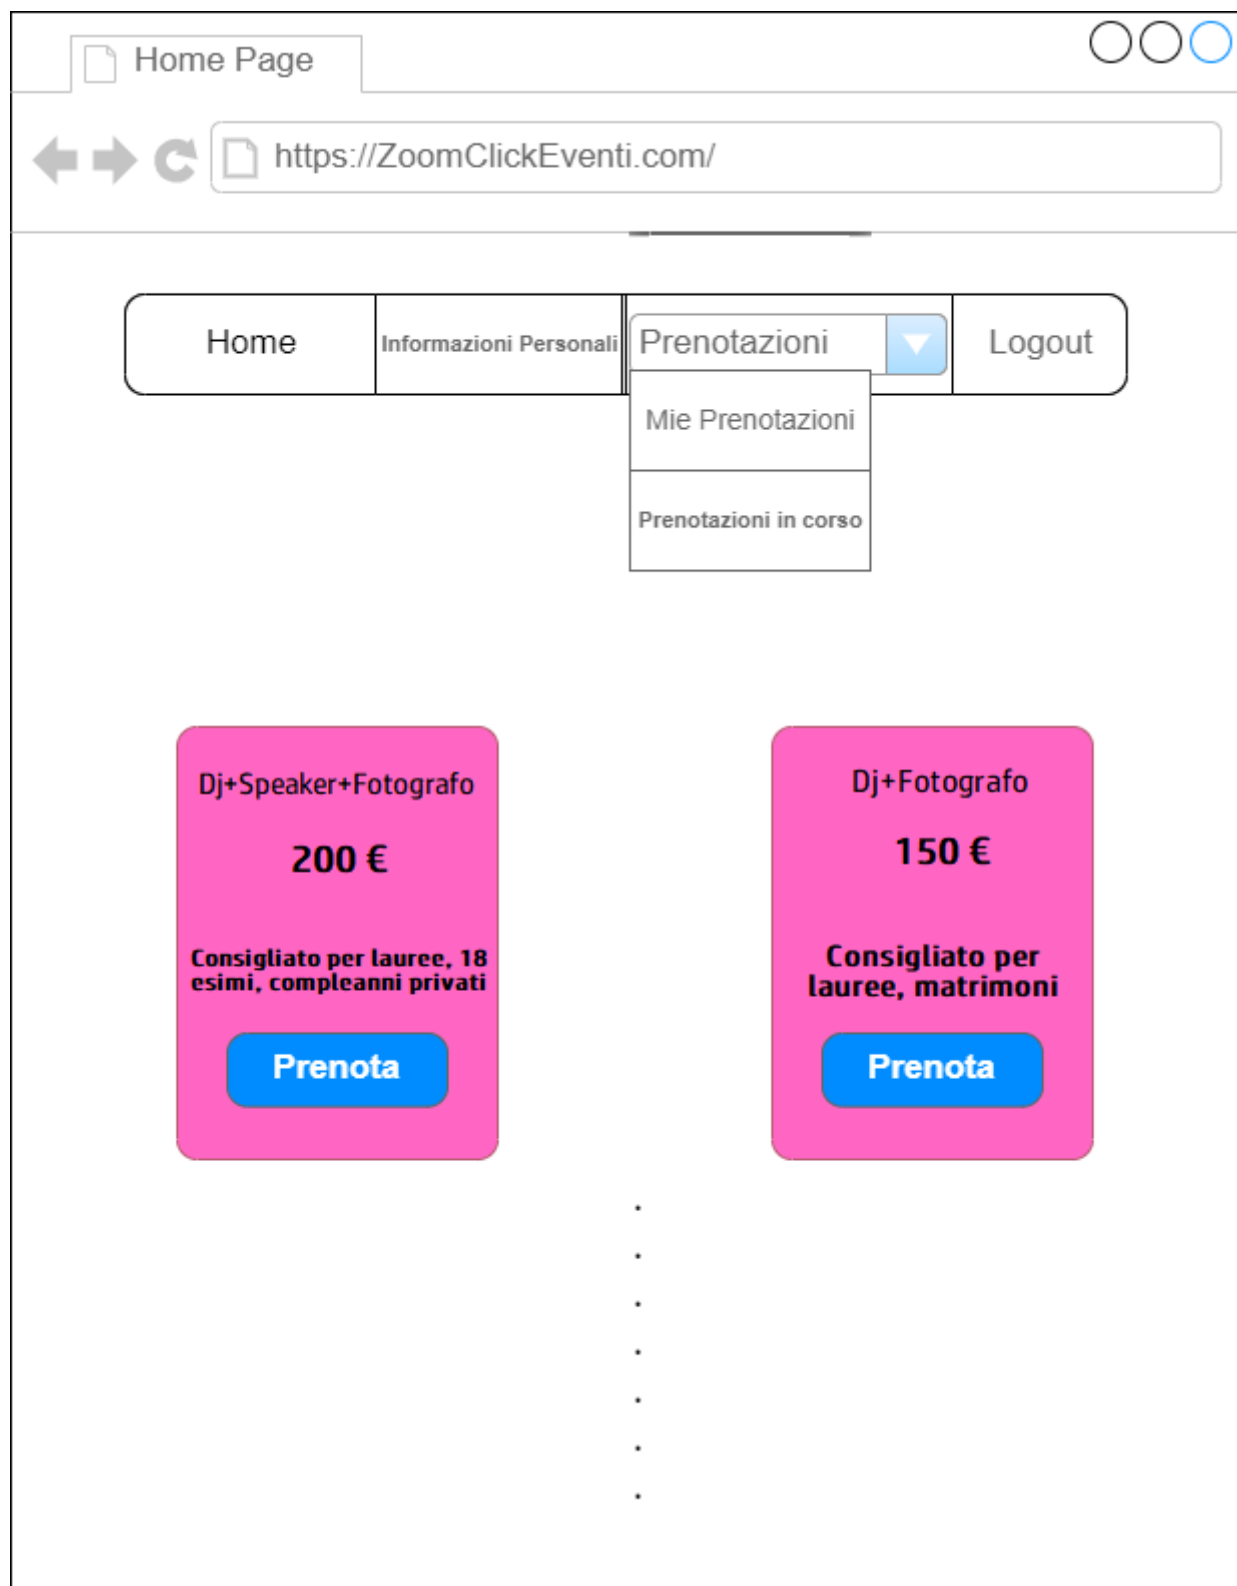 Home Page
https://ZoomClickEventi.com/
Home
Informazioni Personali
Prenotazioni
Logout
Mie Prenotazioni
Prenotazioni in corso
Dj+Speaker+Fotografo
200 €
Consigliato per lauree, 18
esimi, compleanni privati
Prenota
Dj+Fotografo
150 €
Consigliato per
lauree, matrimoni
Prenota
.
.
.
.
.
.
.